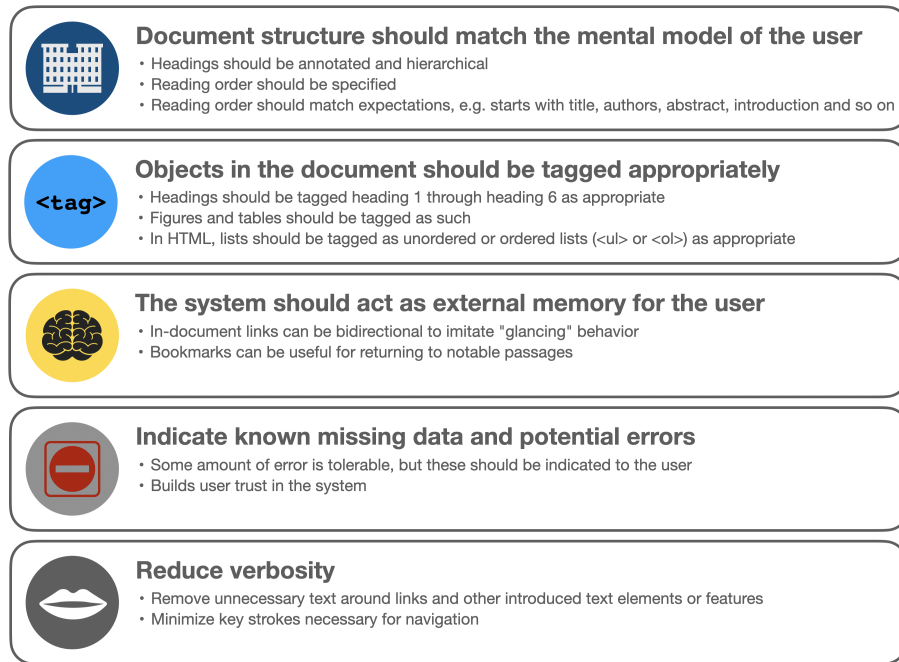 Document structure should match the mental model of the user
• Headings should be annotated and hierarchical
• Reading order should be specified
• Reading order should match expectations, e.g. starts with title, authors, abstract, introduction and so on
<tag>
Objects in the document should be tagged appropriately
• Headings should be tagged heading 1 through heading 6 as appropriate
• Figures and tables should be tagged as such
• In HTML, lists should be tagged as unordered or ordered lists (<ul> or <ol>) as appropriate
The system should act as external memory for the user
• In-document links can be bidirectional to imitate "glancing" behavior
• Bookmarks can be useful for returning to notable passages
Indicate known missing data and potential errors
• Some amount of error is tolerable, but these should be indicated to the user
• Builds user trust in the system
Reduce verbosity
• Remove unnecessary text around links and other introduced text elements or features
• Minimize key strokes necessary for navigation